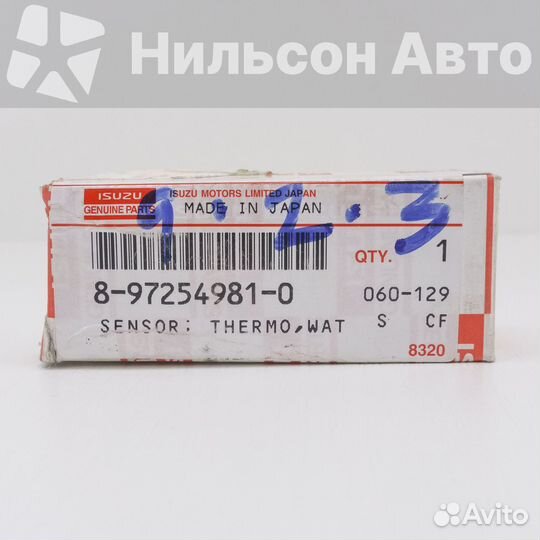 Нильсон Авто
ISUZU
GENUINE PARTS
ISUZU MOTORS LIMITED JAPAN
MADE IN JAPAN
9.2.3
QTY. 1
8-97254981-0 060-129
SENSOR; THERMO,WAT S CF
8320
Avito